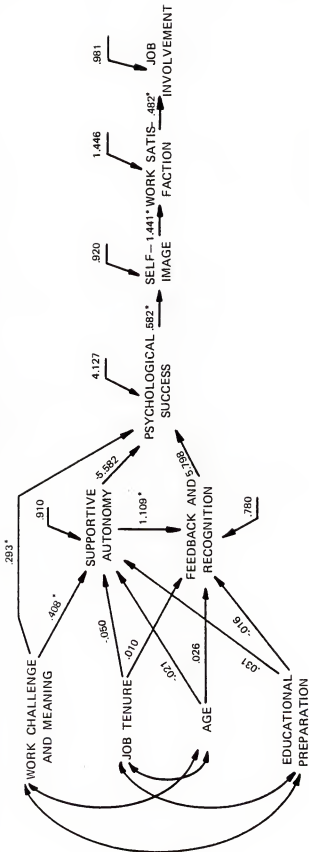 .293*
WORK CHALLENGE
AND MEANING
.408*
.910
SUPPORTIVE
AUTONOMY
-5.582
4.127
PSYCHOLOGICAL .682*
SUCCESS
.920
SELF– 1.441*
IMAGE
1.446
WORK SATIS– .482*
FACTION
.981
JOB
INVOLVEMENT
JOB TENURE
-.050
.010
1.109*
AGE
-.021
.026
FEEDBACK AND
RECOGNITION
5.798
.780
EDUCATIONAL
PREPARATION
.031
-.016